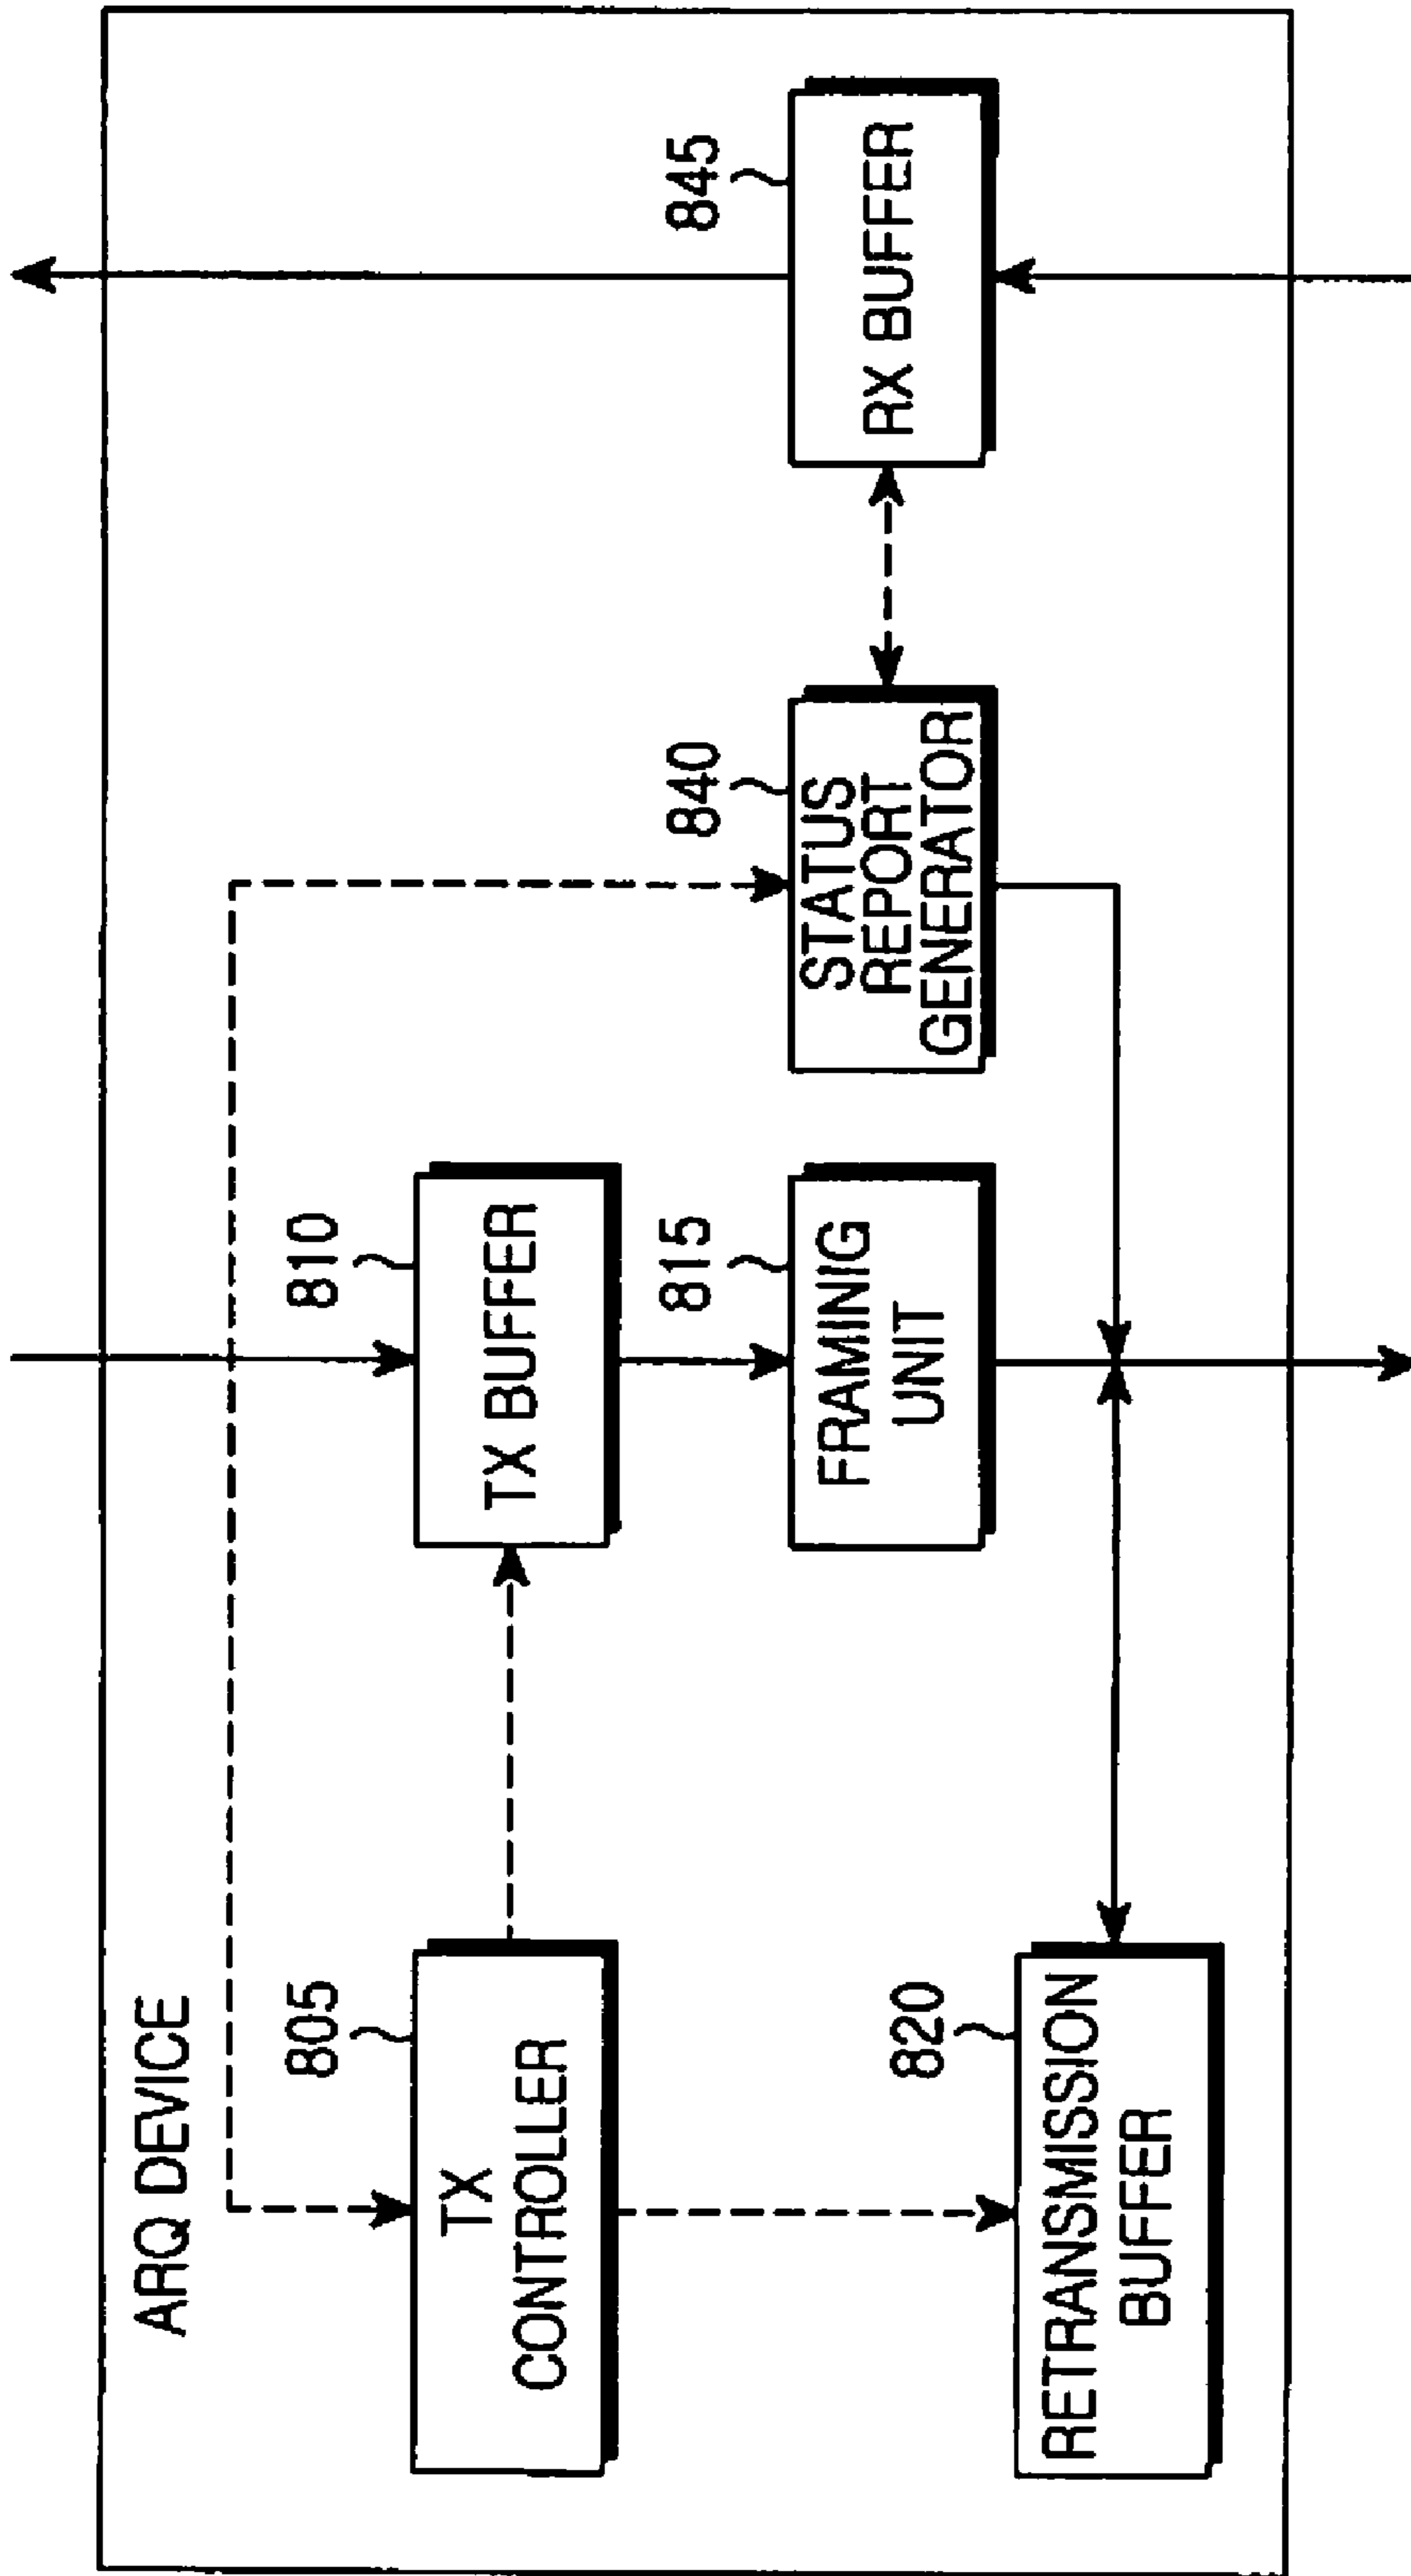 ARQ DEVICE
805
TX
CONTROLLER
810
TX BUFFER
815
FRAMINIG
UNIT
820
RETRANSMISSION
BUFFER
840
STATUS
REPORT
GENERATOR
845
RX BUFFER